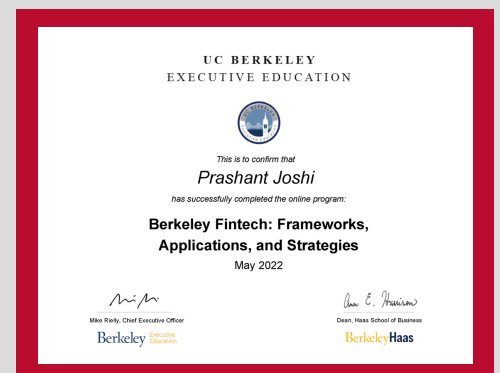 UC BERKELEY
EXECUTIVE EDUCATION
This is to confirm that
Prashant Joshi
has successfully completed the online program:
Berkeley Fintech: Frameworks,
Applications, and Strategies
May 2022
Mike Rielly, Chief Executive Officer
Dean, Haas School of Business
Berkeley Executive Education
BerkeleyHaas